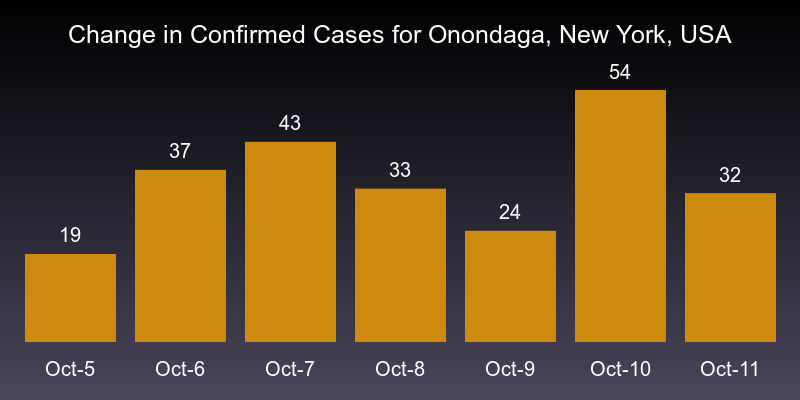 Change in Confirmed Cases for Onondaga, New York, USA
19
37
43
33
24
54
32
Oct-5
Oct-6
Oct-7
Oct-8
Oct-9
Oct-10
Oct-11